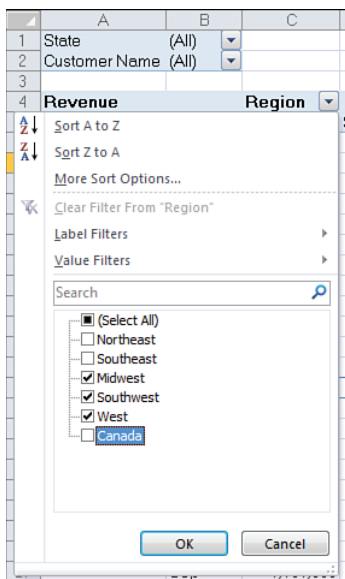 A B C
1 State (All)
2 Customer Name (All)
3
4 Revenue Region
Sort A to Z
Sort Z to A
More Sort Options...
Clear Filter From "Region"
Label Filters
Value Filters
Search
(Select All)
Northeast
Southeast
Midwest
Southwest
West
Canada
OK Cancel